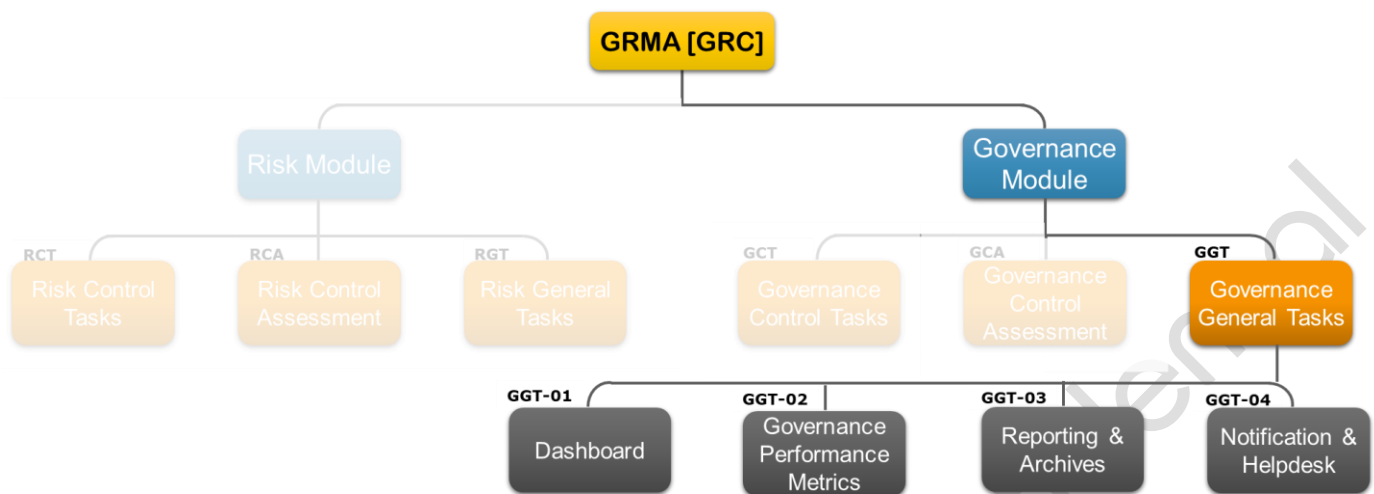 GRMA [GRC]
Risk Module
Governance
Module
RCT
RCA
RGT
GCT
GCA
GGT
Risk Control
Tasks
Risk Control
Assessment
Risk General
Tasks
Governance
Control Tasks
Governance
Control
Assessment
Governance
General Tasks
GGT-01
GGT-02
GGT-03
GGT-04
Dashboard
Governance
Performance
Metrics
Reporting &
Archives
Notification &
Helpdesk